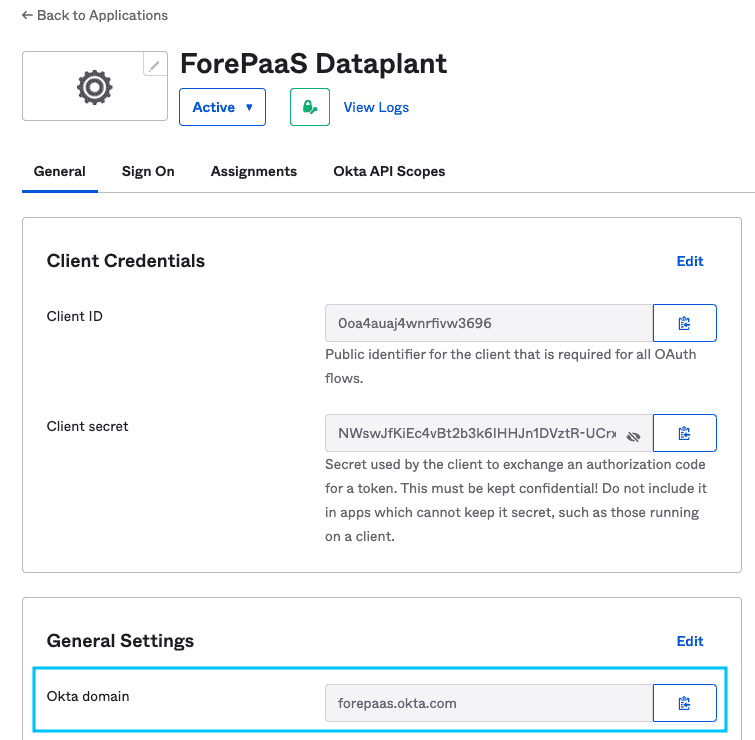 ← Back to Applications
ForePaaS Dataplant
Active ▼
View Logs
General Sign On Assignments Okta API Scopes
Client Credentials Edit
Client ID 0oa4auaj4wnrfivw3696
Public identifier for the client that is required for all OAuth
flows.
Client secret NWswJfKiEc4vBt2b3k6IHHJn1DVztR-UCrx
Secret used by the client to exchange an authorization code
for a token. This must be kept confidential! Do not include it
in apps which cannot keep it secret, such as those running
on a client.
General Settings Edit
Okta domain forepaas.okta.com